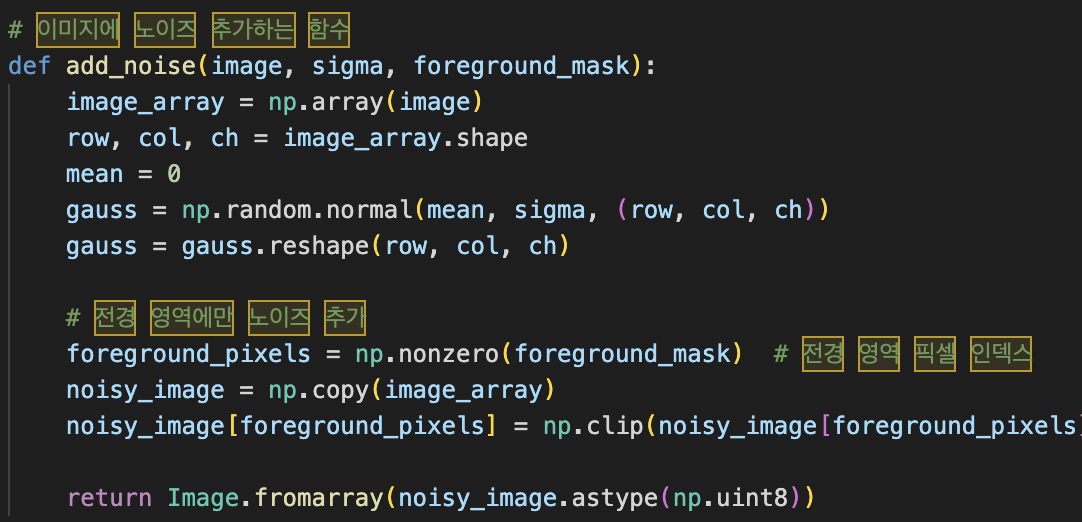 # 이미지에 노이즈 추가하는 함수
def add_noise(image, sigma, foreground_mask):
    image_array = np.array(image)
    row, col, ch = image_array.shape
    mean = 0
    gauss = np.random.normal(mean, sigma, (row, col, ch))
    gauss = gauss.reshape(row, col, ch)
    # 전경 영역에만 노이즈 추가
    foreground_pixels = np.nonzero(foreground_mask)  # 전경 영역 픽셀 인덱스
    noisy_image = np.copy(image_array)
    noisy_image[foreground_pixels] = np.clip(noisy_image[foreground_pixels]
    return Image.fromarray(noisy_image.astype(np.uint8))